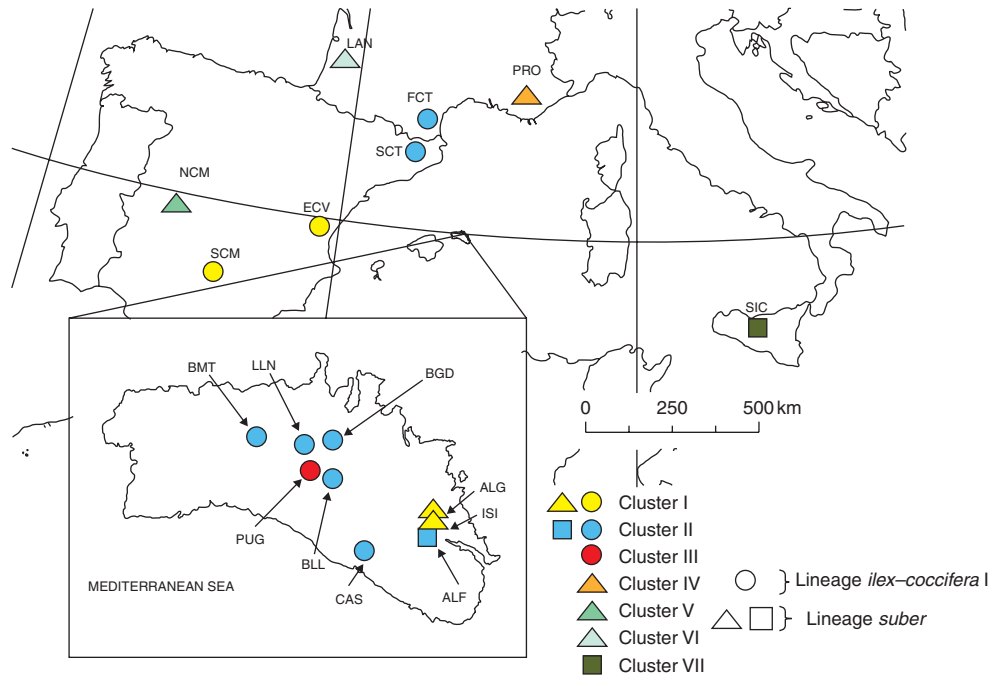 LAN
PRO
FCT
SCT
NCM
ECV
SCM
SIC
BMT
LLN
BGD
ALG
ISI
PUG
BLL
CAS
ALF
MEDITERRANEAN SEA
0 250 500 km
Cluster I
Cluster II
Cluster III
Cluster IV
Cluster V
Cluster VI
Cluster VII
Lineage ilex–coccifera I
Lineage suber